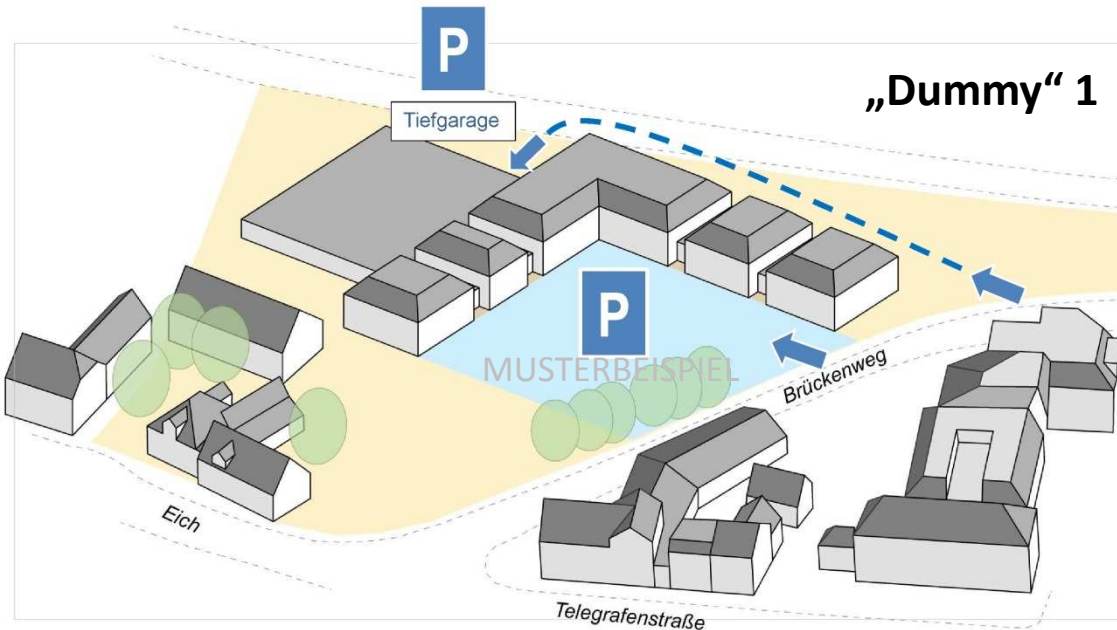 P
„Dummy“ 1
Tiefgarage
P
MUSTERBEISPIEL
Brückenweg
Eich
Telegrafenstraße